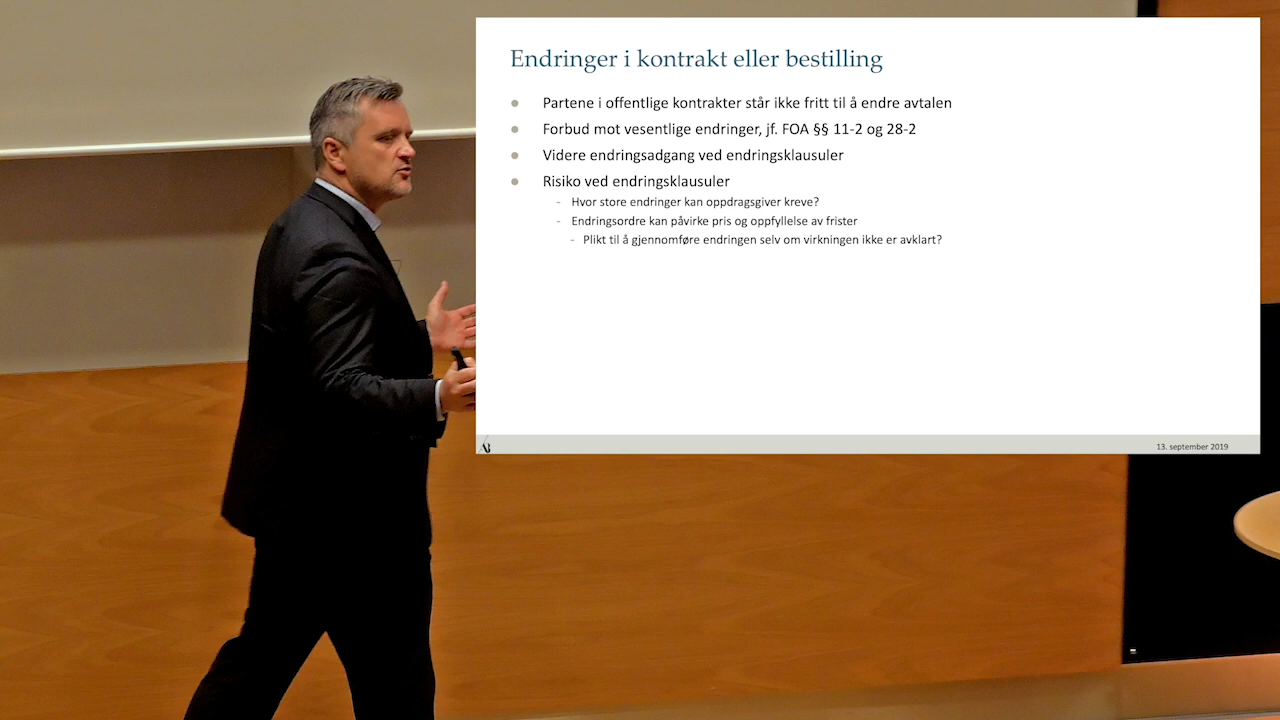 Endringer i kontrakt eller bestilling
● Partene i offentlige kontrakter står ikke fritt til å endre avtalen
● Forbud mot vesentlige endringer, jf. FOA §§ 11-2 og 28-2
● Videre endringsadgang ved endringsklausuler
● Risiko ved endringsklausuler
- Hvor store endringer kan oppdragsgiver kreve?
- Endringsordre kan påvirke pris og oppfyllelse av frister
- Plikt til å gjennomføre endringen selv om virkningen ikke er avklart?
AB
13. september 2019